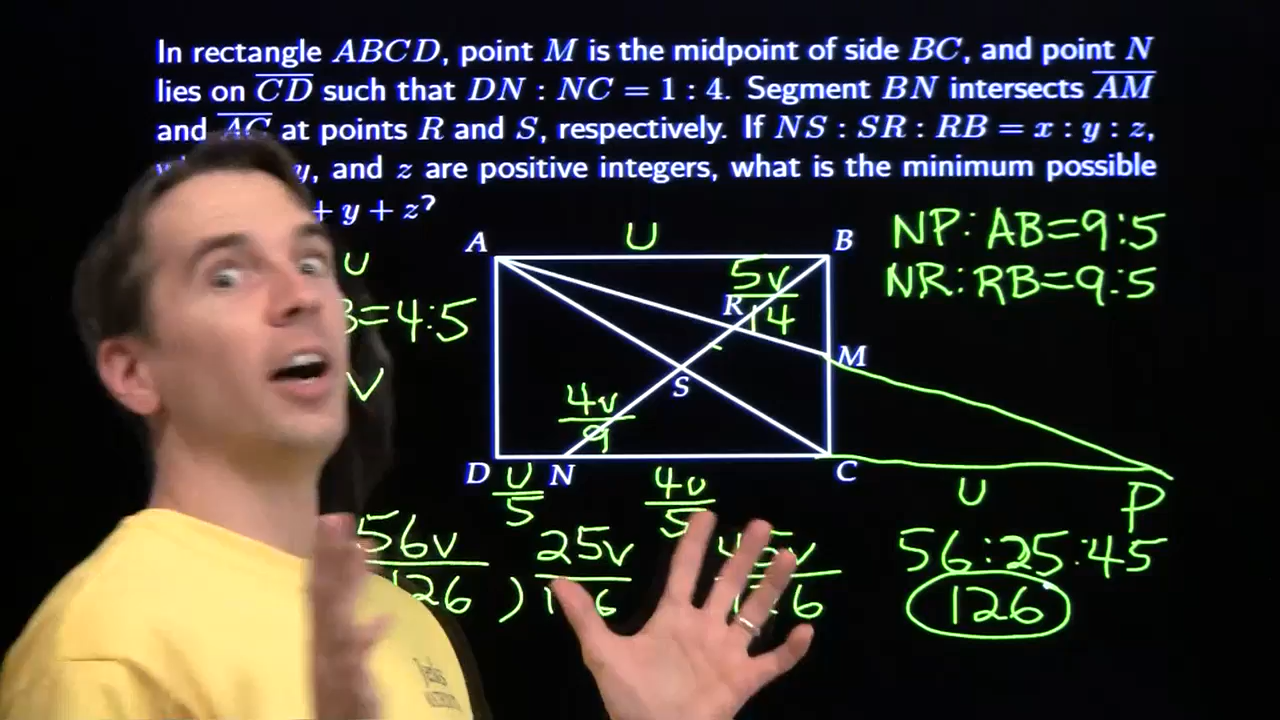 In rectangle ABCD, point M is the midpoint of side BC, and point N
lies on CD such that DN : NC = 1 : 4. Segment BN intersects AM
and AC at points R and S, respectively. If NS : SR : RB = x : y : z,
y, and z are positive integers, what is the minimum possible
+ y + z?
NP: AB=9:5
NR: RB=9:5
A
U
B
U
=4:5
V
5v/14
R
M
S
4v/9
D
N
C
P
U/5
4U/5
U
56v/126
25v
45v
56:25:45
126